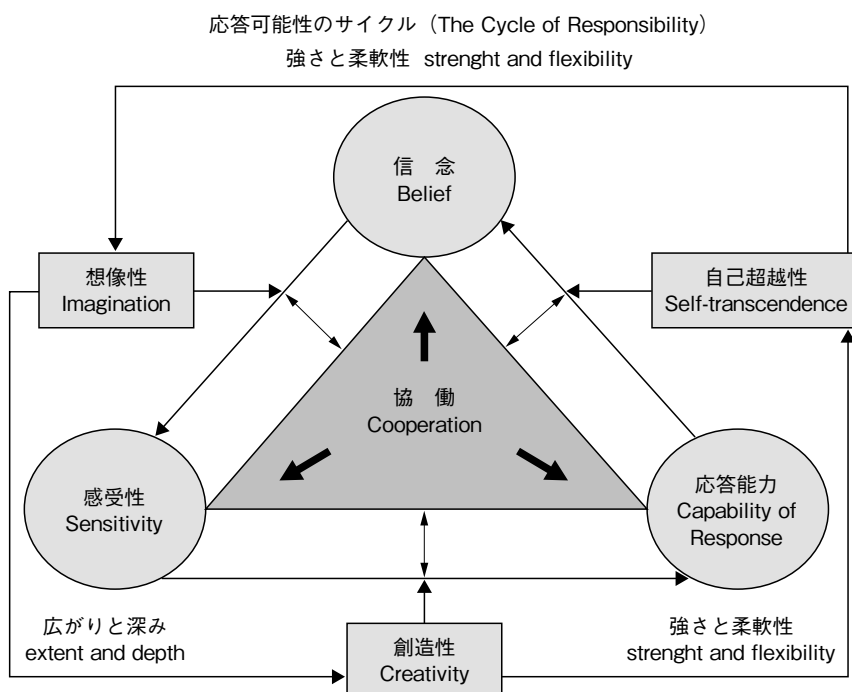 応答可能性のサイクル（The Cycle of Responsibility）
強さと柔軟性 strenght and flexibility
信　念
Belief
想像性
Imagination
自己超越性
Self-transcendence
協　働
Cooperation
感受性
Sensitivity
応答能力
Capability of
Response
広がりと深み
extent and depth
創造性
Creativity
強さと柔軟性
strenght and flexibility